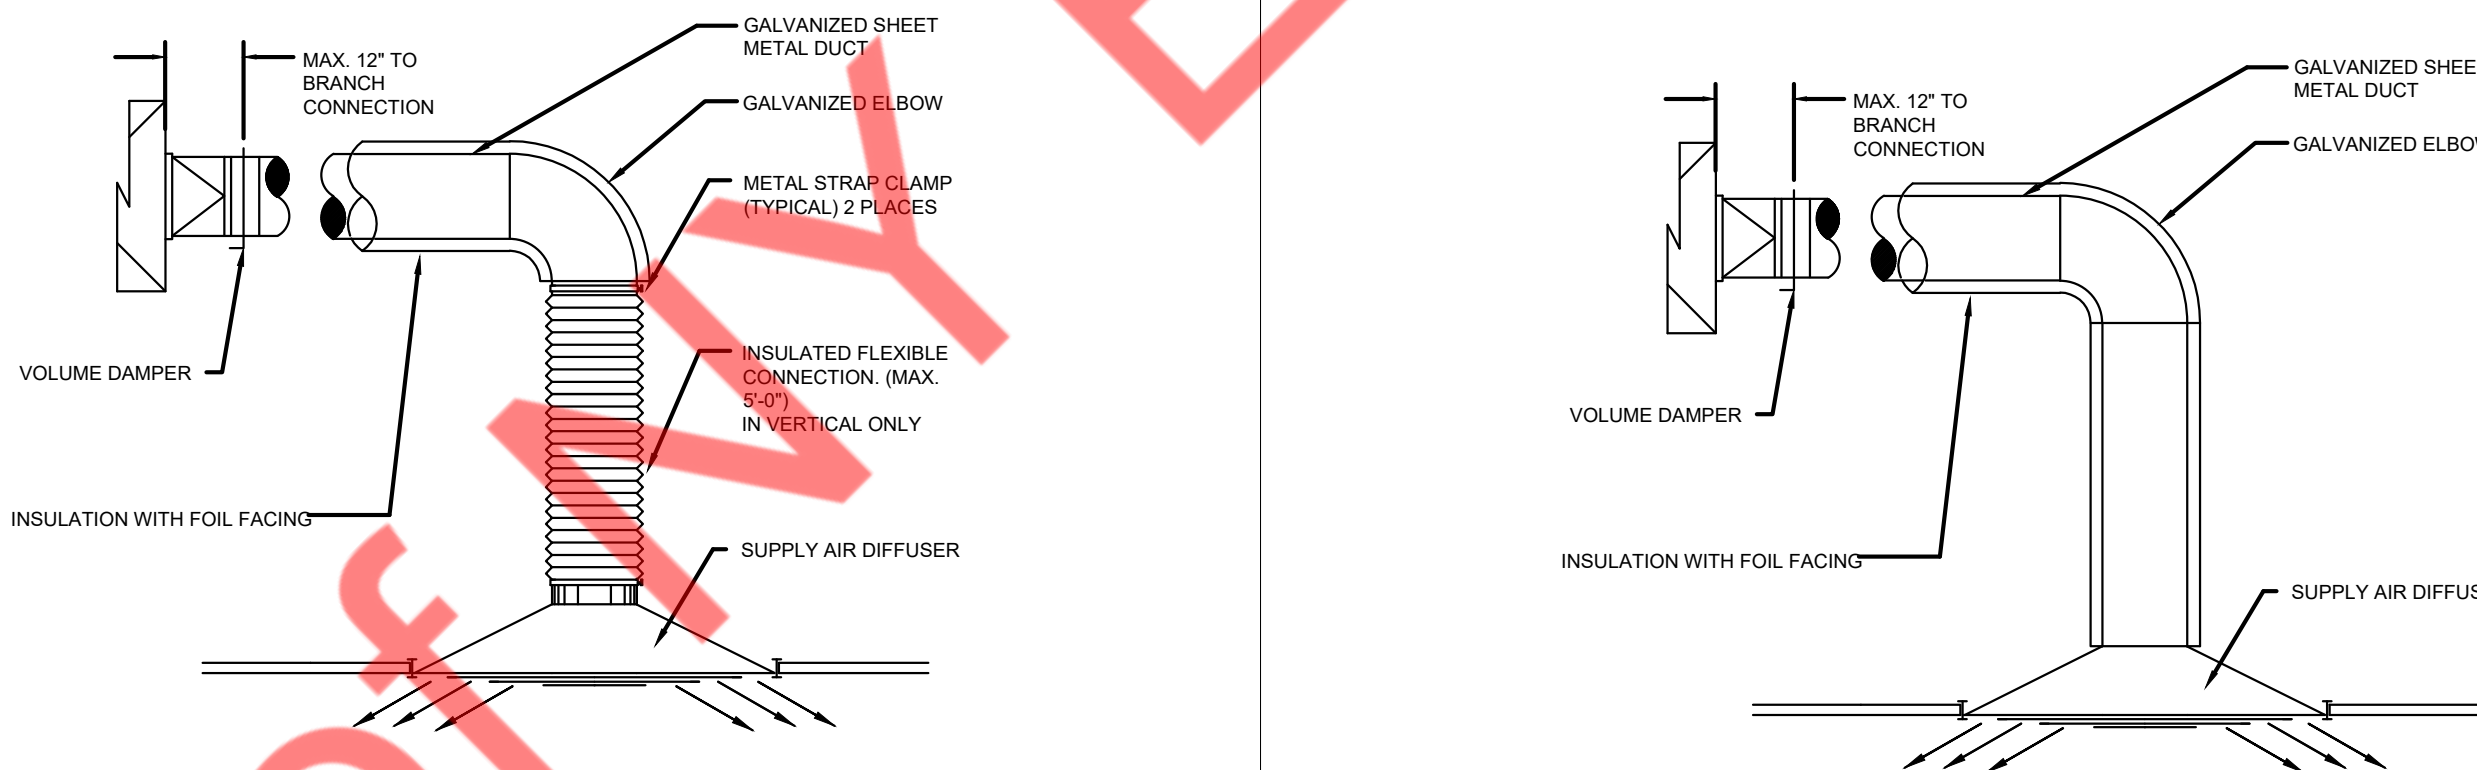 GALVANIZED SHEET
METAL DUCT
MAX. 12" TO
BRANCH
CONNECTION
GALVANIZED ELBOW
METAL STRAP CLAMP
(TYPICAL) 2 PLACES
INSULATED FLEXIBLE
CONNECTION. (MAX.
5'-0")
IN VERTICAL ONLY
VOLUME DAMPER
INSULATION WITH FOIL FACING
SUPPLY AIR DIFFUSER
GALVANIZED SHEE
METAL DUCT
MAX. 12" TO
BRANCH
CONNECTION
GALVANIZED ELBOW
VOLUME DAMPER
INSULATION WITH FOIL FACING
SUPPLY AIR DIFFUS